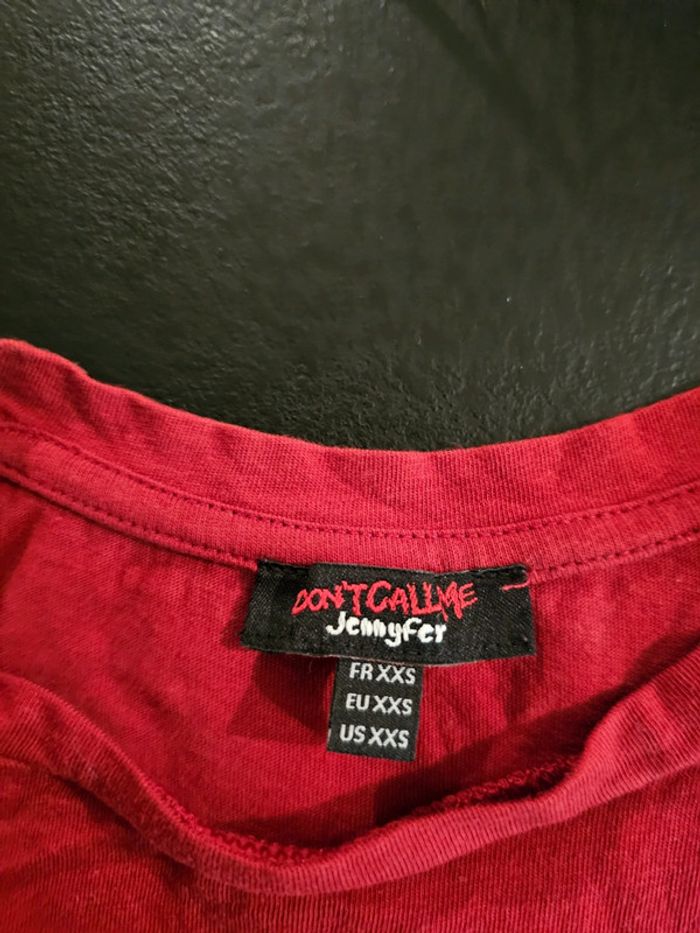 DON'T CALL ME
Jennyfer
FR XXS
EU XXS
US XXS